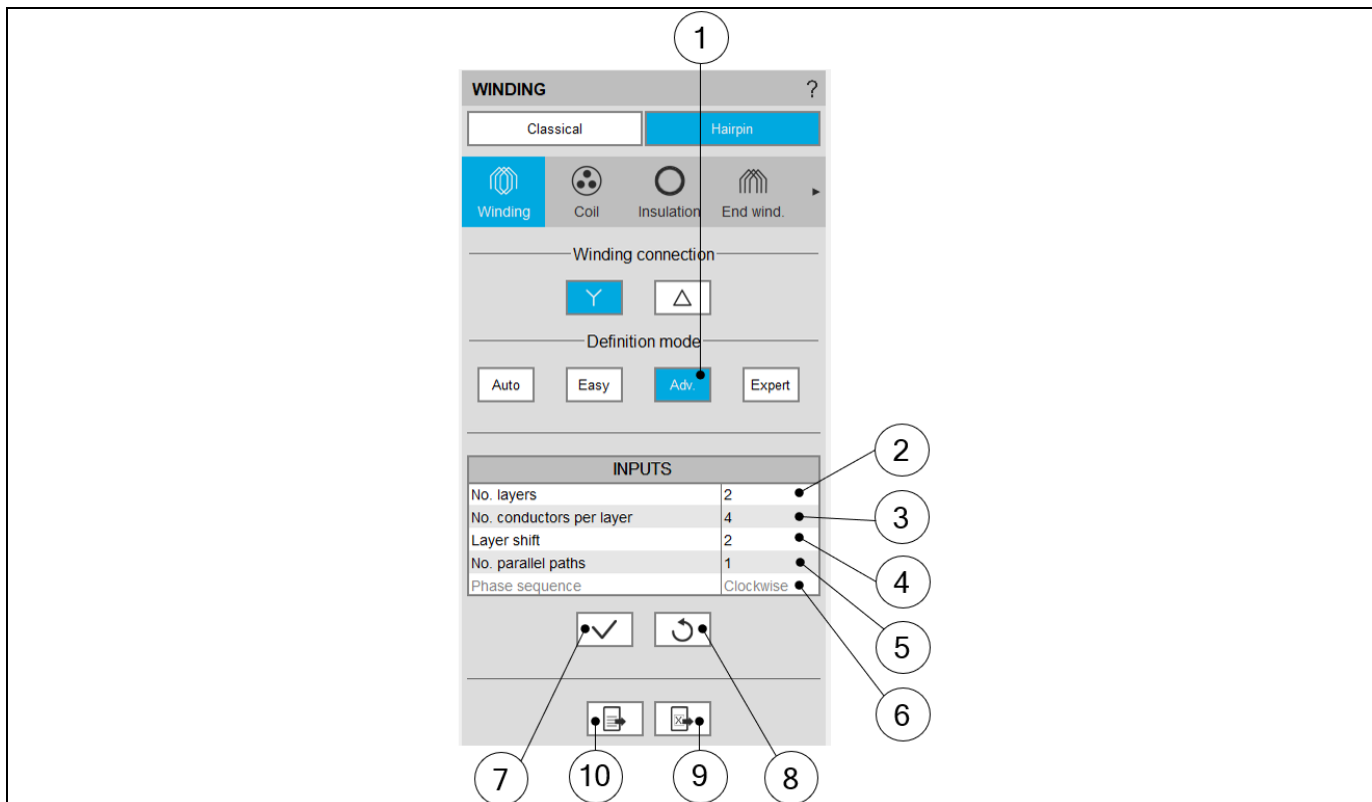 1
WINDING ?
Classical Hairpin
Winding Coil Insulation End wind.
Winding connection
Definition mode
Auto Easy Adv. Expert
2
INPUTS
No. layers 2
No. conductors per layer 4
3
Layer shift 2
No. parallel paths 1
4
Phase sequence Clockwise
5
6
7 10 9 8